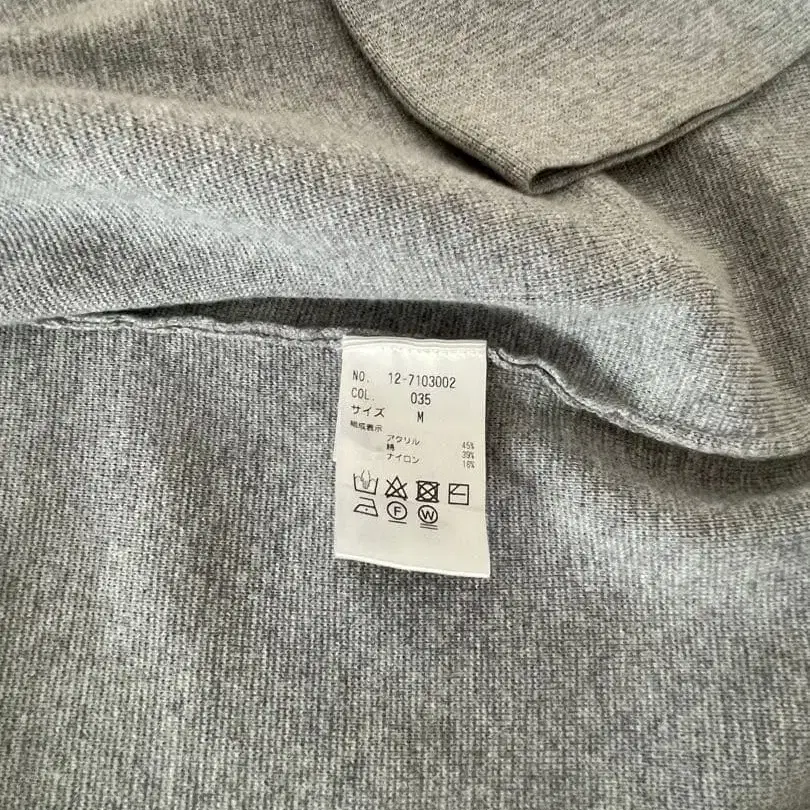 NO. 12-7103002
COL. 035
サイズ M
組成表示
アクリル 45%
綿 39%
ナイロン 16%
F W